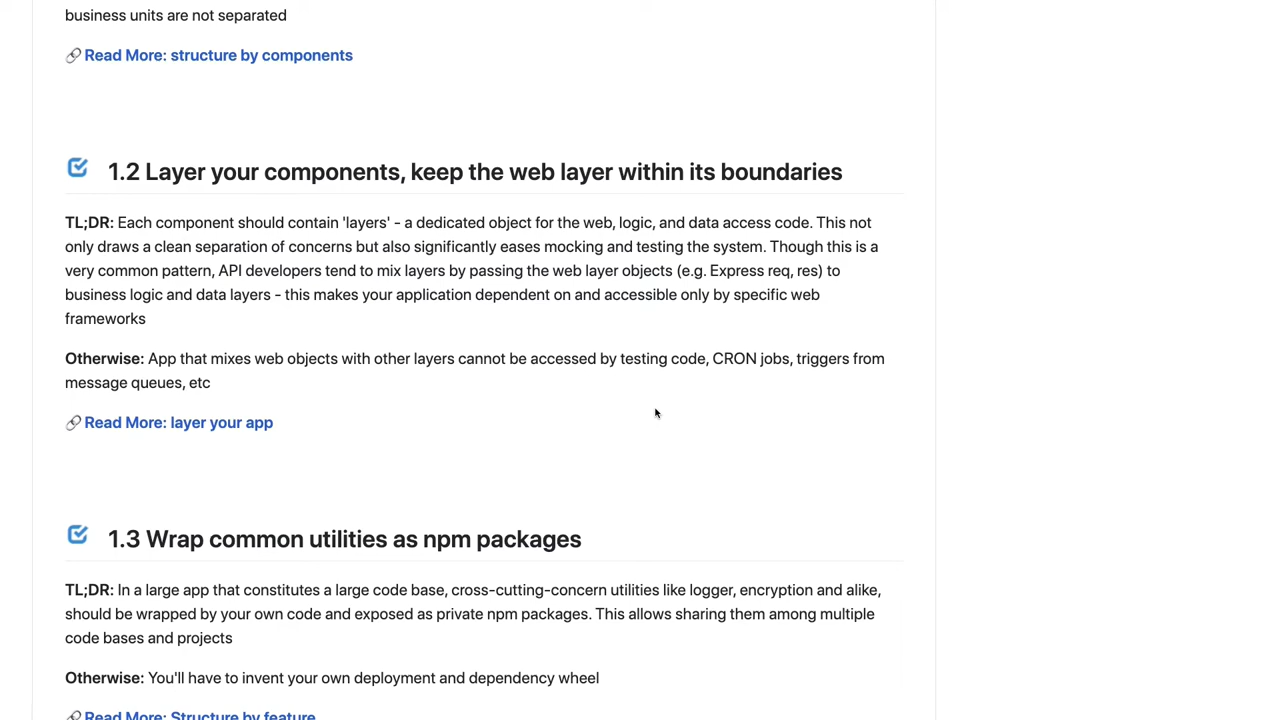 business units are not separated
Read More: structure by components
1.2 Layer your components, keep the web layer within its boundaries
TL;DR: Each component should contain 'layers' - a dedicated object for the web, logic, and data access code. This not
only draws a clean separation of concerns but also significantly eases mocking and testing the system. Though this is a
very common pattern, API developers tend to mix layers by passing the web layer objects (e.g. Express req, res) to
business logic and data layers - this makes your application dependent on and accessible only by specific web
frameworks
Otherwise: App that mixes web objects with other layers cannot be accessed by testing code, CRON jobs, triggers from
message queues, etc
Read More: layer your app
1.3 Wrap common utilities as npm packages
TL;DR: In a large app that constitutes a large code base, cross-cutting-concern utilities like logger, encryption and alike,
should be wrapped by your own code and exposed as private npm packages. This allows sharing them among multiple
code bases and projects
Otherwise: You'll have to invent your own deployment and dependency wheel
Read More: Structure by feature